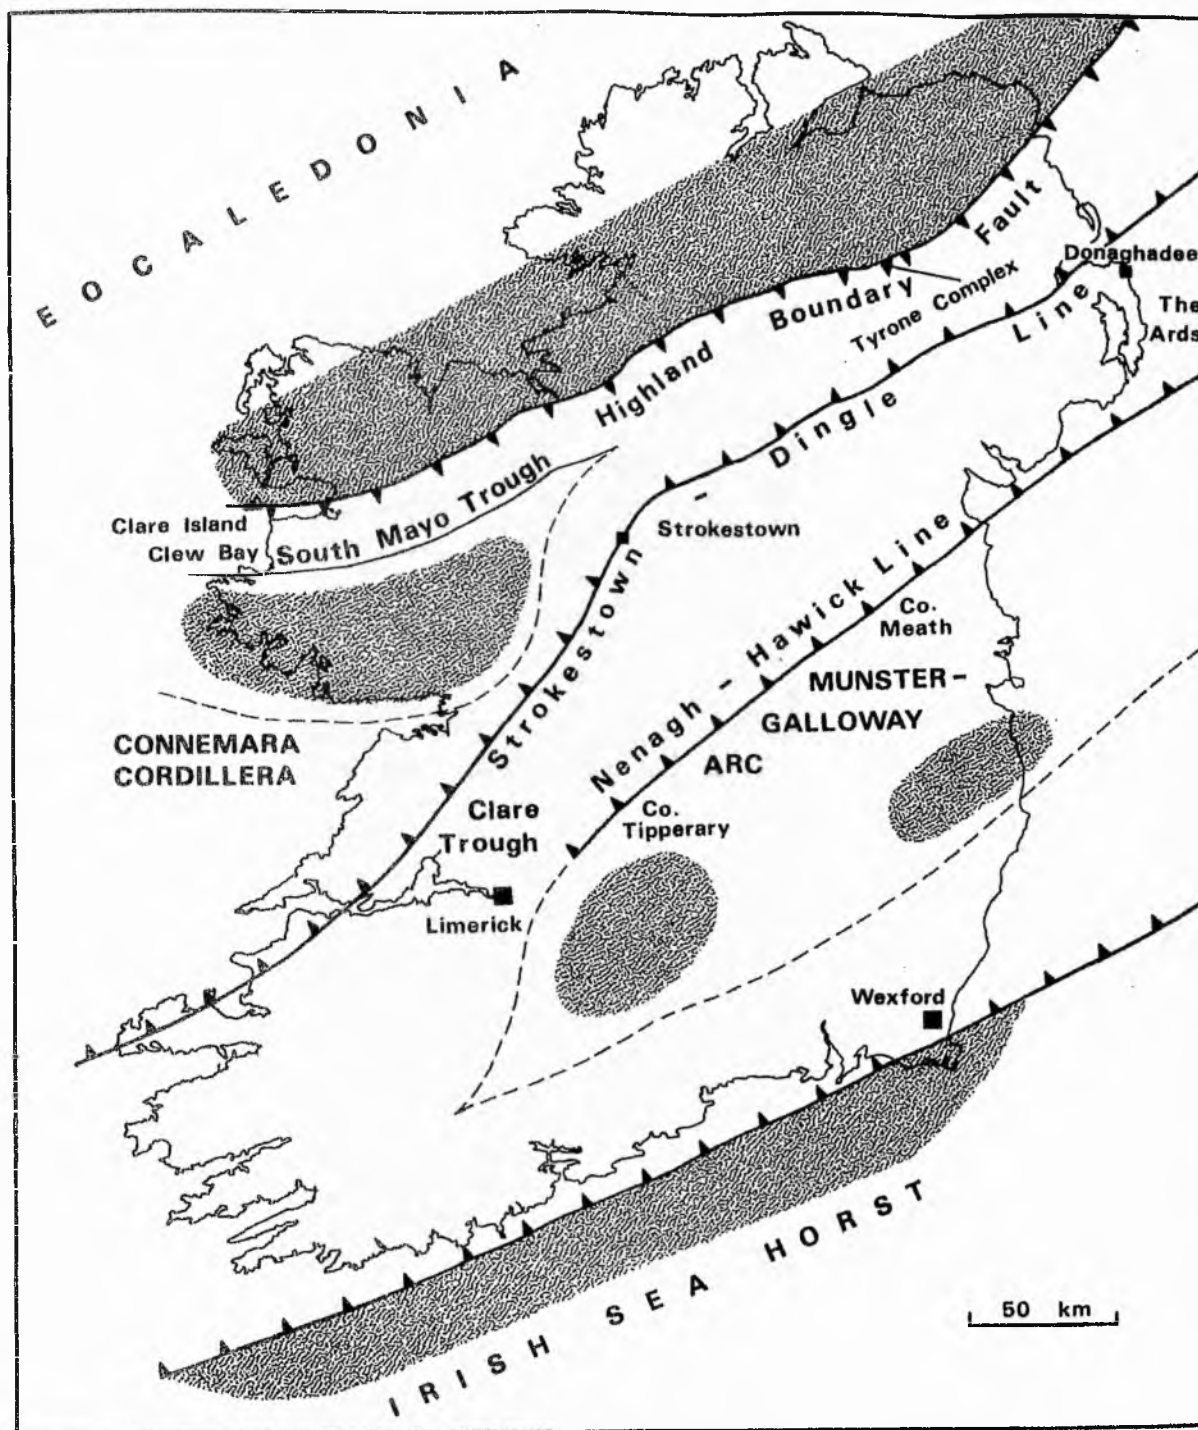 EOCALEDONIA
Highland Boundary Fault
Donaghadee
Tyrone Complex
The
Ards
Clare Island
Clew Bay
South Mayo Trough
Strokestown - Dingle Line
Strokestown
Nenagh - Hawick Line
Co.
Meath
MUNSTER-
GALLOWAY
ARC
CONNEMARA
CORDILLERA
Co.
Tipperary
Clare
Trough
Limerick
Wexford
IRISH SEA HORST
50 km